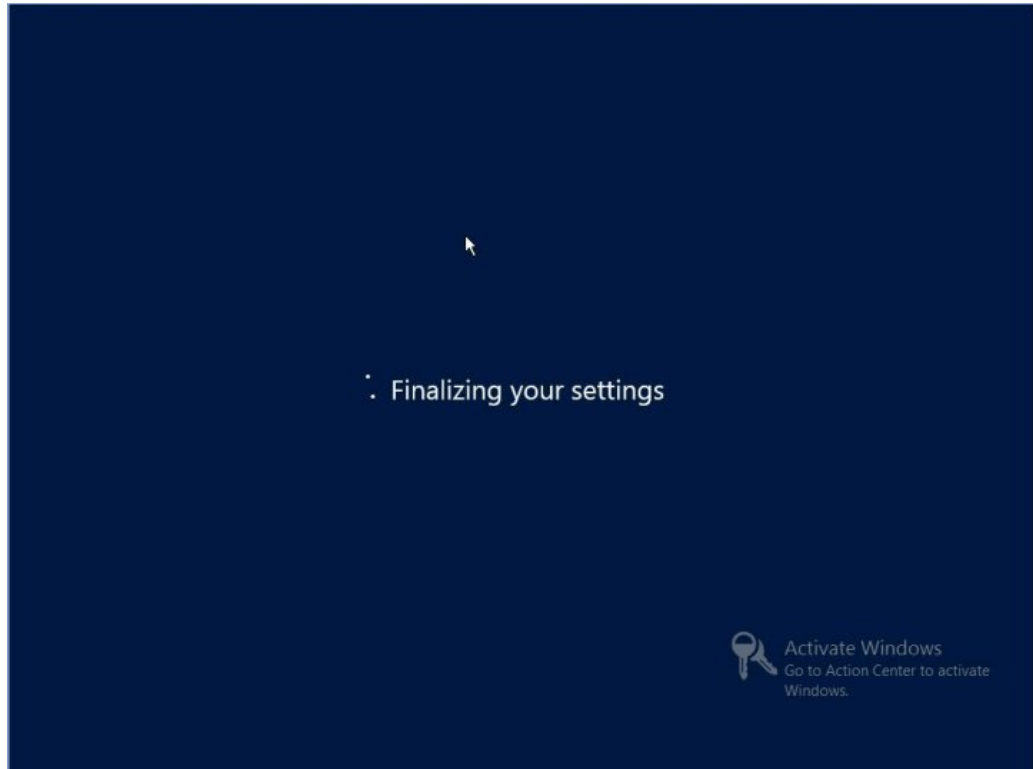 Finalizing your settings
Activate Windows
Go to Action Center to activate
Windows.